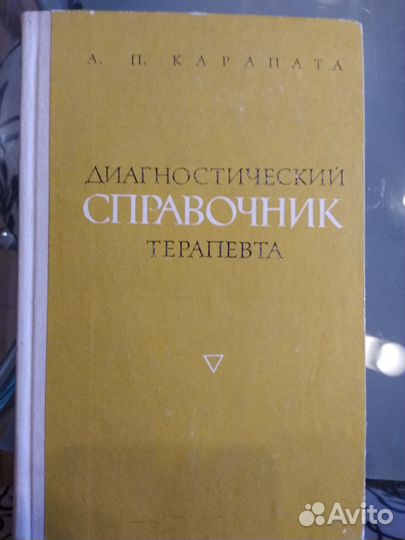 А. П. КАРАПАТА
ДИАГНОСТИЧЕСКИЙ
СПРАВОЧНИК
ТЕРАПЕВТА
Avito